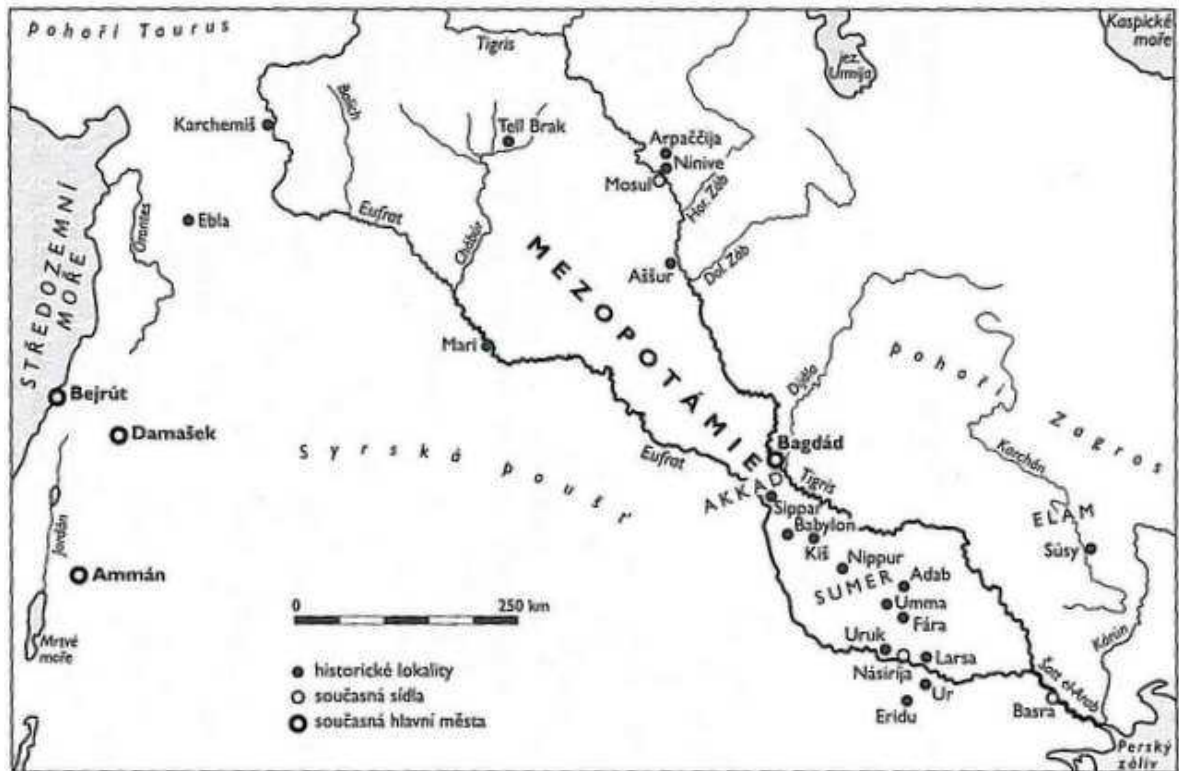 pohoří Taurus
Tigris
jez.
Urmija
Kaspické
moře
Balích
Karchemiš
Tell Brak
Arpaččija
Ninive
Mosul
Hor. Záb
STŘEDOZEMNÍ
MOŘE
Orontes
Ebla
Eufrat
Chábúr
MEZOPOTÁMIE
Aššur
Dol. Záb
Mari
pohoří Zagros
Bejrút
Damašek
Syrská poušť
Eufrat
Dijála
Bagdád
Tigris
AKKAD
Sippar
Babylon
Kiš
Karchán
ELAM
Súsy
Jordán
Ammán
Nippur
SUMER
Adab
Umma
Fára
0 250 km
Mrtvé
moře
Uruk
Larsa
Násiríja
Ur
Eridu
Kárún
Šatt el-Arab
Basra
historické lokality
současná sídla
současná hlavní města
Perský
záliv